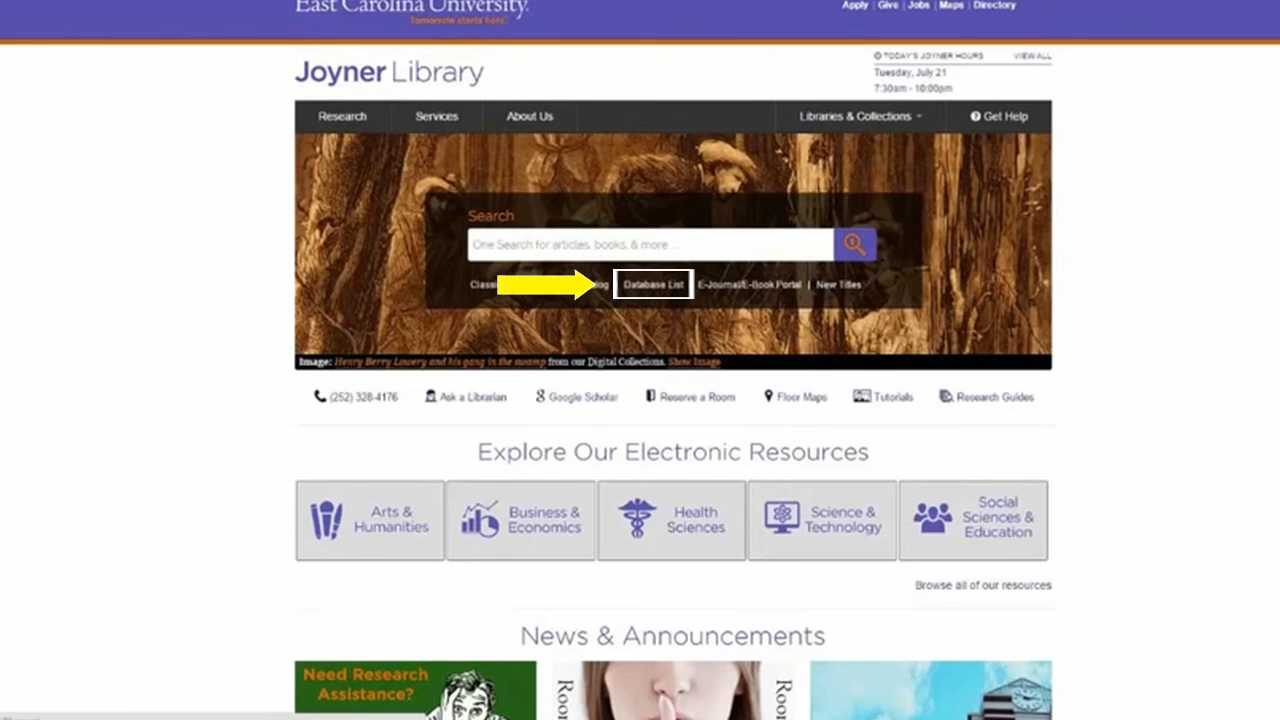 East Carolina University.
Tomorrow starts here.
Apply | Give | Jobs | Maps | Directory
Joyner Library
TODAY'S JOYNER HOURS VIEW ALL
Tuesday, July 21
7:30am - 10:00pm
Research Services About Us Libraries & Collections Get Help
Search
One Search for articles, books, & more ...
Database List E-Journal/E-Book Portal | New Titles
Image: Henry Berry Lowery and his gang in the swamp from our Digital Collections. Show Image
(252) 328-4176 Ask a Librarian Google Scholar Reserve a Room Floor Maps Tutorials Research Guides
Explore Our Electronic Resources
Arts &
Humanities
Business &
Economics
Health
Sciences
Science &
Technology
Social
Sciences &
Education
Browse all of our resources
News & Announcements
Need Research
Assistance?